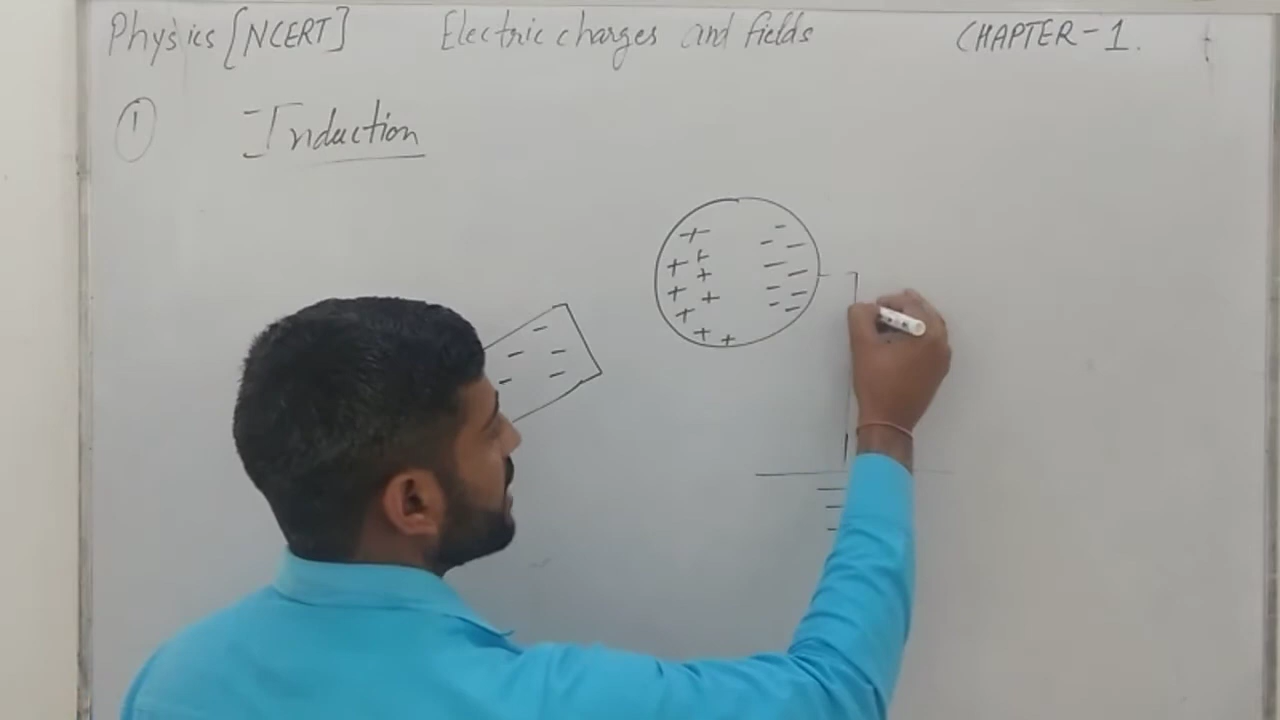 Physics [NCERT] Electric charges and fields CHAPTER-1.
① Induction